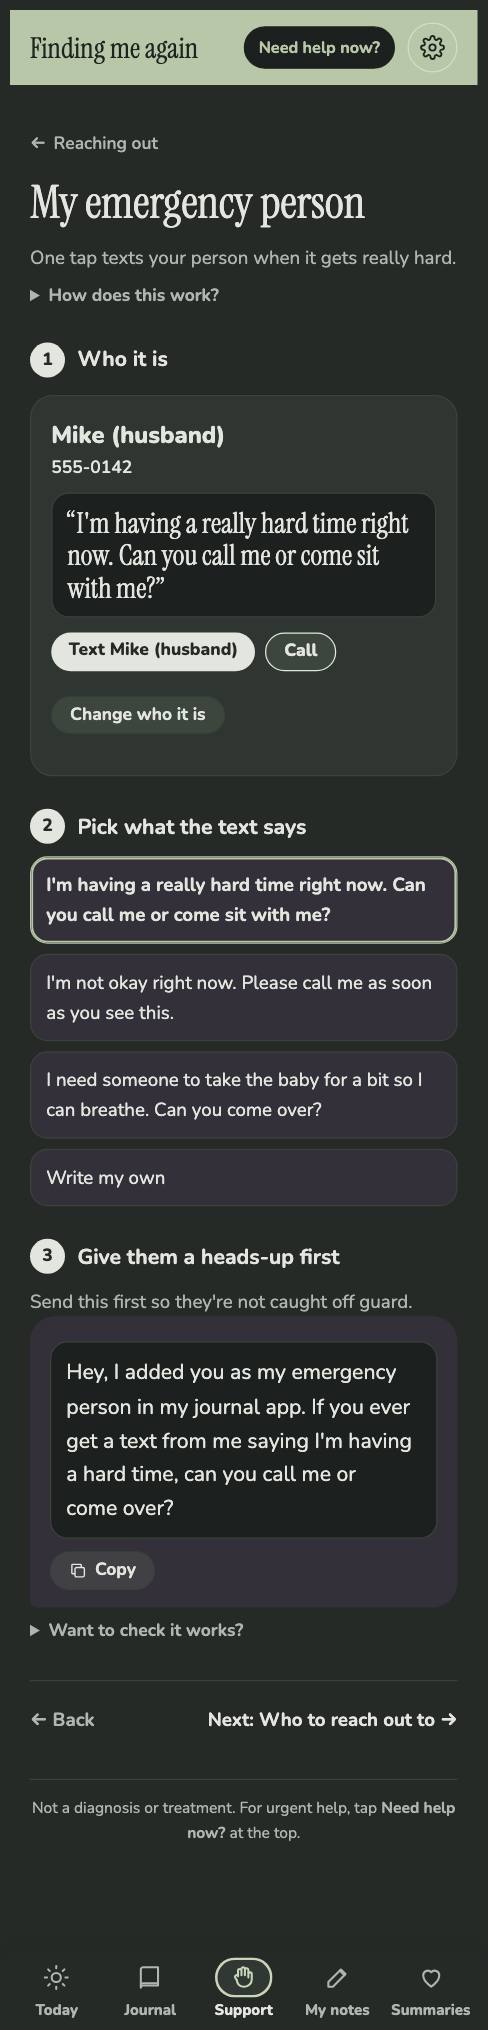 Finding me again
Need help now?
← Reaching out
My emergency person
One tap texts your person when it gets really hard.
▶ How does this work?
1 Who it is
Mike (husband)
555-0142
“I'm having a really hard time right
now. Can you call me or come sit
with me?”
Text Mike (husband)
Call
Change who it is
2 Pick what the text says
I'm having a really hard time right now. Can
you call me or come sit with me?
I'm not okay right now. Please call me as soon
as you see this.
I need someone to take the baby for a bit so I
can breathe. Can you come over?
Write my own
3 Give them a heads-up first
Send this first so they're not caught off guard.
Hey, I added you as my emergency
person in my journal app. If you ever
get a text from me saying I'm having
a hard time, can you call me or
come over?
Copy
▶ Want to check it works?
← Back
Next: Who to reach out to →
Not a diagnosis or treatment. For urgent help, tap Need help
now? at the top.
Today
Journal
Support
My notes
Summaries